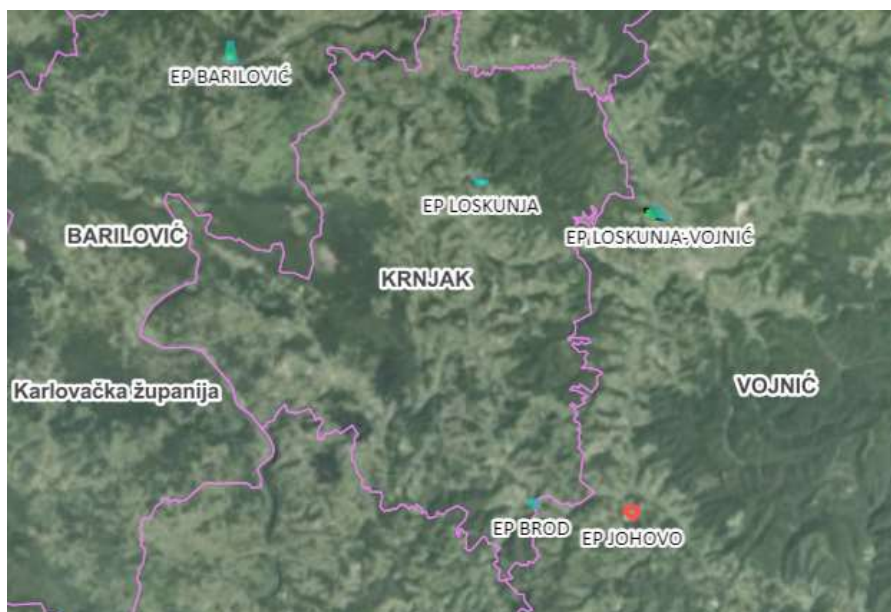 EP BARILOVIĆ
EP LOSKUNJA
EP LOSKUNJA-VOJNIĆ
BARILOVIĆ
KRNJAK
VOJNIĆ
Karlovačka županija
EP BROD
EP JOHOVO